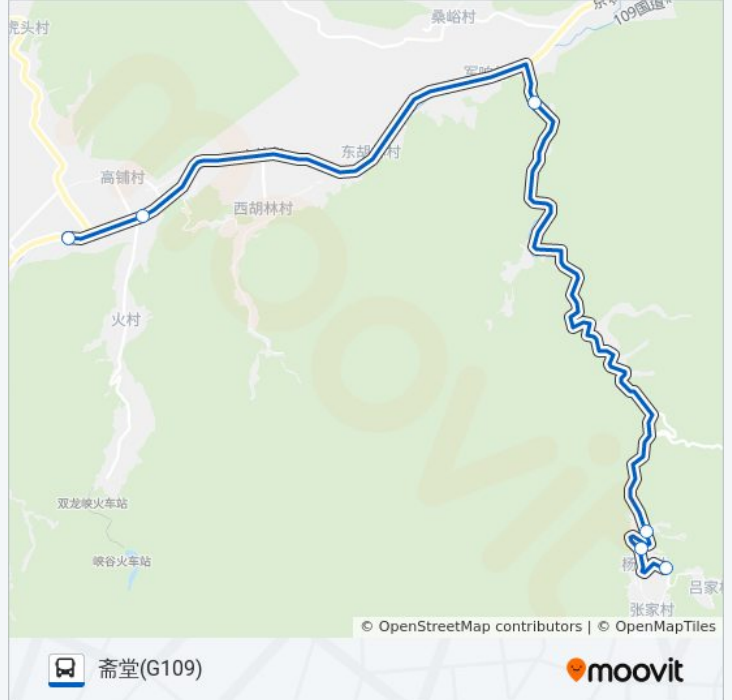 虎头村
桑峪村
109国道
军响
东胡 村
高铺村
西胡林村
火村
双龙峡火车站
峡谷火车站
杨
吕家
张家村
moovit
© OpenStreetMap contributors | © OpenMapTiles
斋堂(G109)
moovit